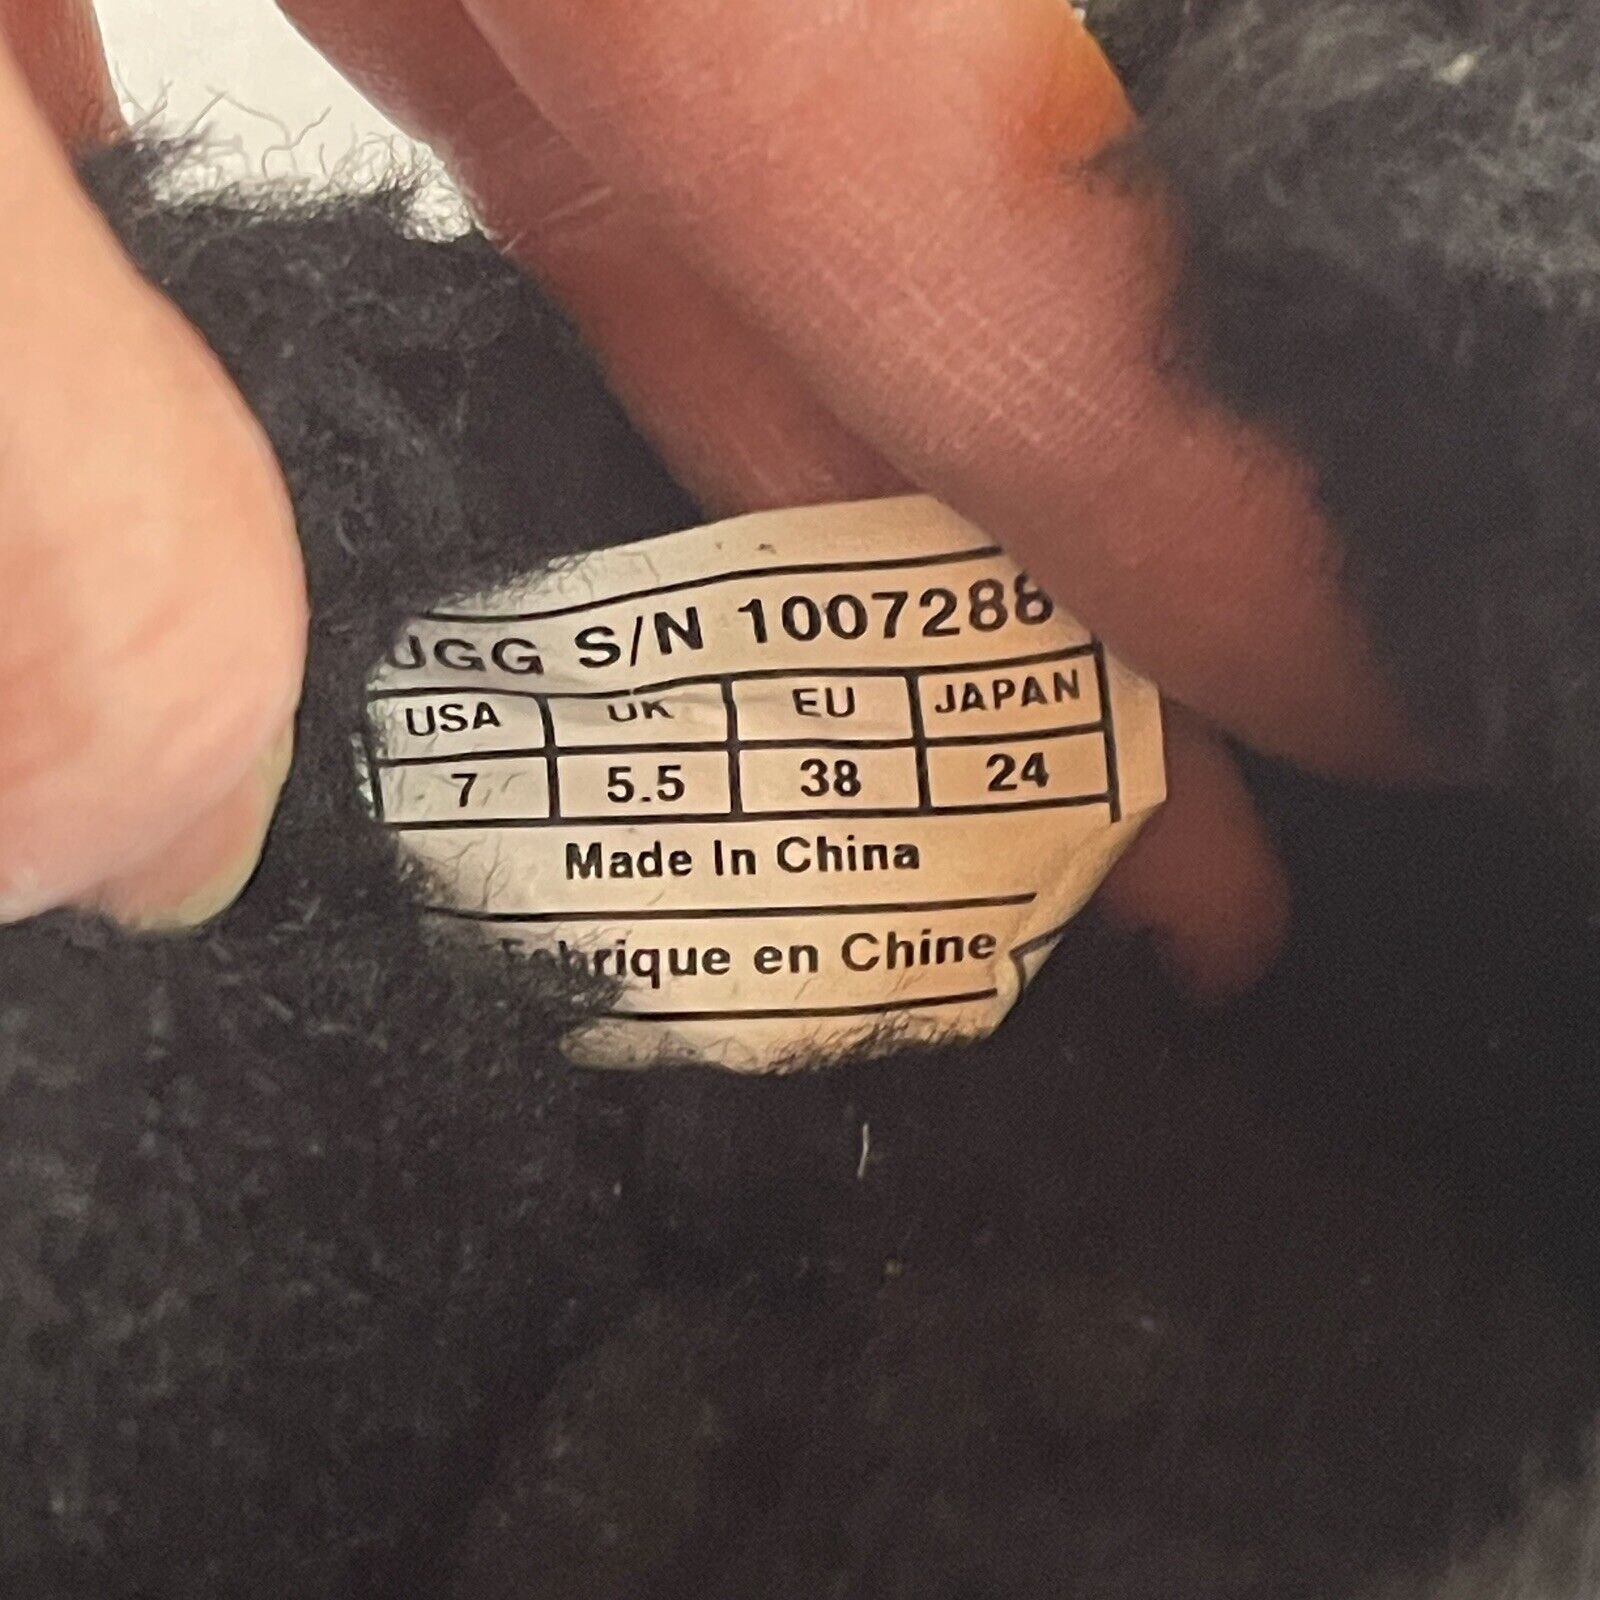 UGG S/N 1007288
USA UK EU JAPAN
7 5.5 38 24
Made In China
Fabrique en Chine